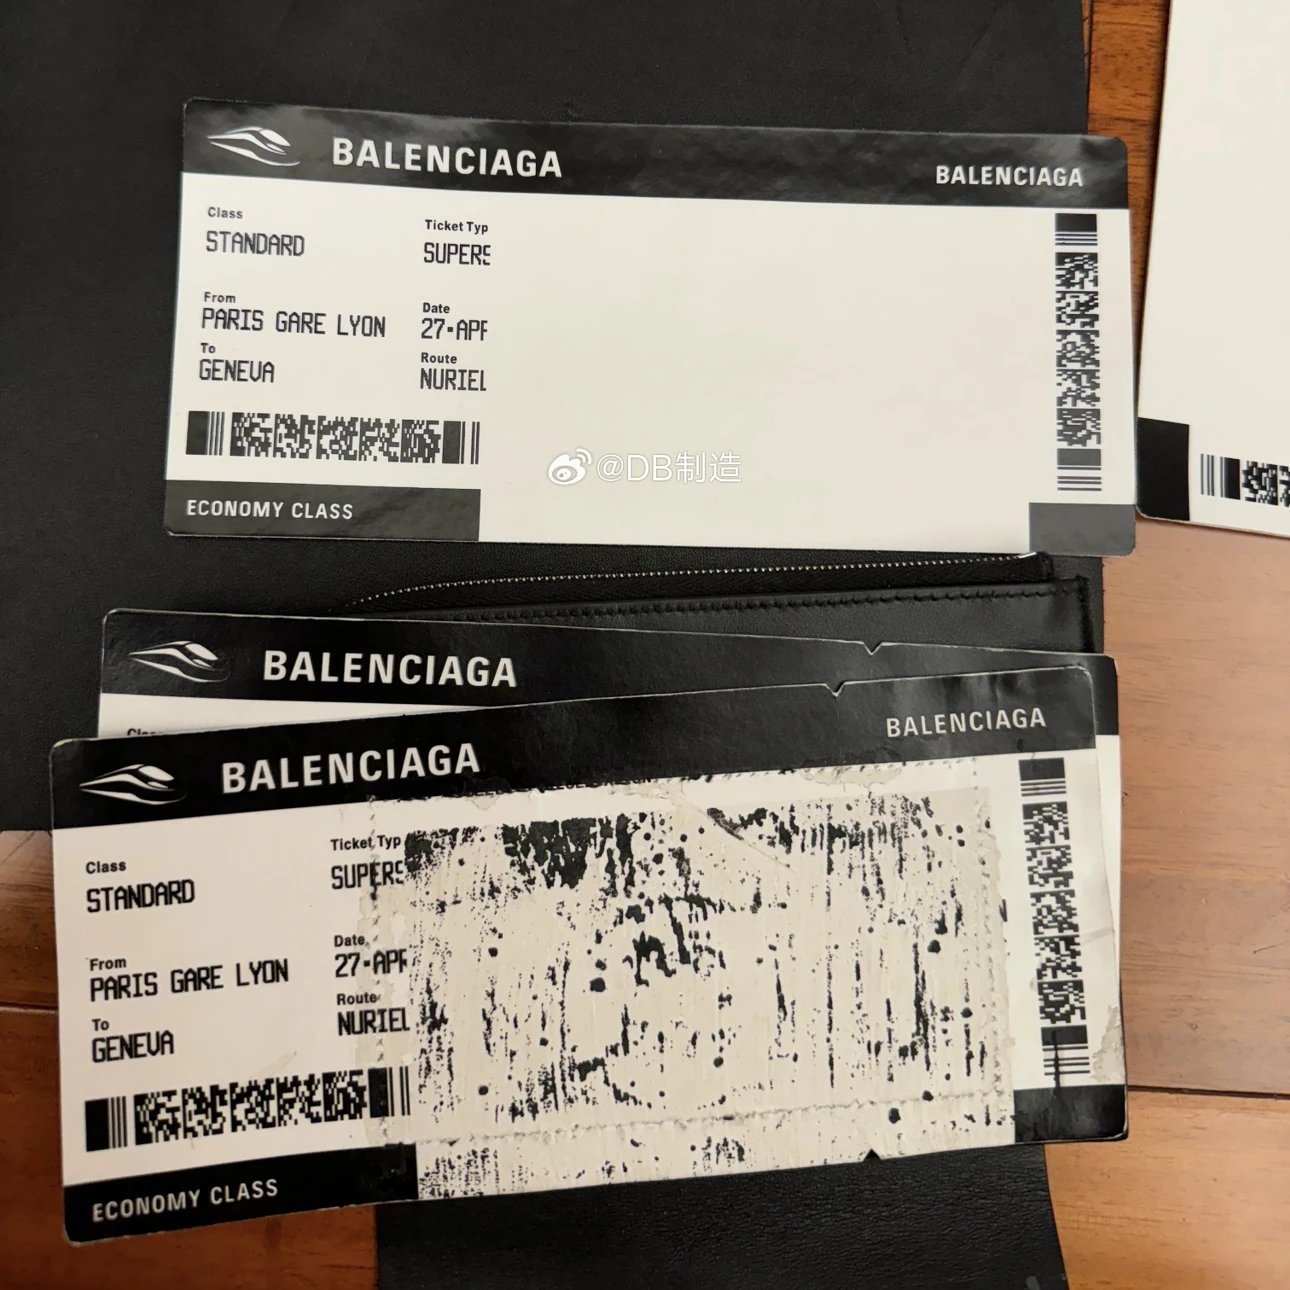 BALENCIAGA
BALENCIAGA
Class
STANDARD
Ticket Typ
SUPERS
From
PARIS GARE LYON
Date
27-APR
To
GENEVA
Route
NURIEL
ECONOMY CLASS
@DB制造
BALENCIAGA
Class
BALENCIAGA
BALENCIAGA
Class
STANDARD
Ticket Typ
SUPERS
From
PARIS GARE LYON
Date
27-APR
To
GENEVA
Route
NURIEL
ECONOMY CLASS